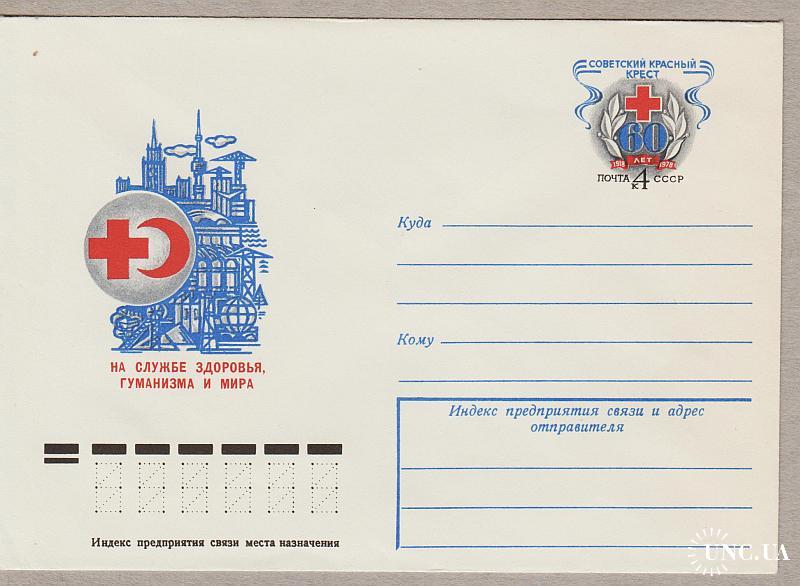 СОВЕТСКИЙ КРАСНЫЙ
КРЕСТ
60
1918 ЛЕТ 1978
ПОЧТА 4 СССР
К
Куда
Кому
НА СЛУЖБЕ ЗДОРОВЬЯ,
ГУМАНИЗМА И МИРА
Индекс предприятия связи и адрес
отправителя
Индекс предприятия связи места назначения
UNC.UA